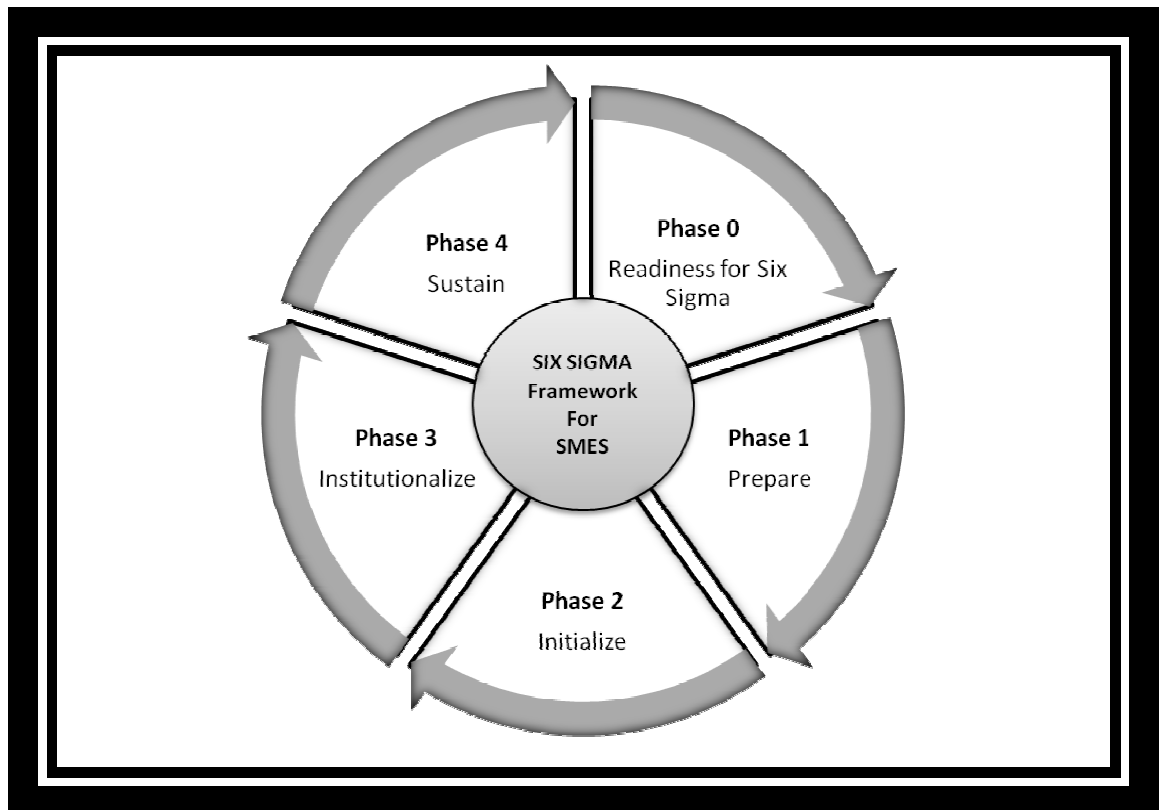 Phase 0
Readiness for Six
Sigma
Phase 1
Prepare
Phase 2
Initialize
Phase 3
Institutionalize
Phase 4
Sustain
SIX SIGMA
Framework
For
SMES